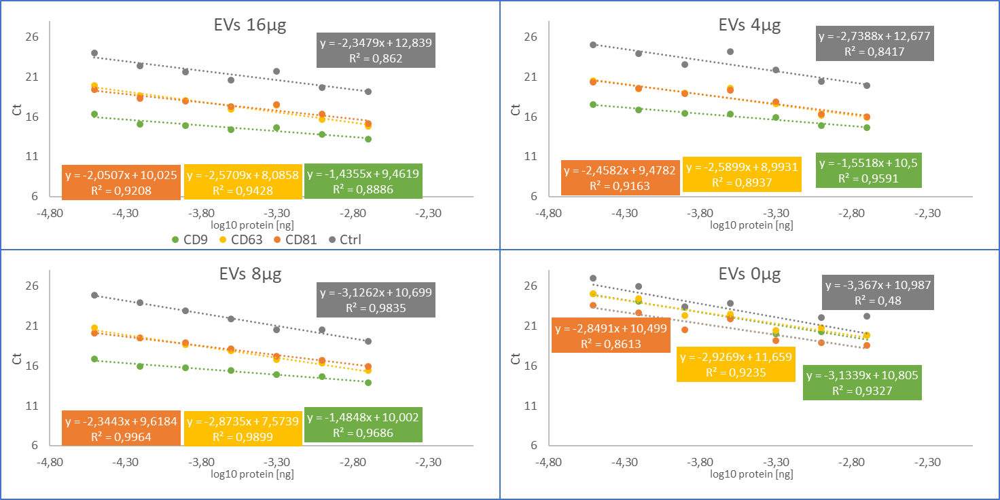 EVs 16µg
26
21
16
11
6
Ct
y = -2,3479x + 12,839
R² = 0,862
y = -2,0507x + 10,025
R² = 0,9208
y = -2,5709x + 8,0858
R² = 0,9428
y = -1,4355x + 9,4619
R² = 0,8886
-4,80 -4,30 -3,80 -3,30 -2,80 -2,30
log10 protein [ng]
CD9 CD63 CD81 Ctrl
EVs 4µg
26
21
16
11
6
Ct
y = -2,7388x + 12,677
R² = 0,8417
y = -2,4582x + 9,4782
R² = 0,9163
y = -2,5899x + 8,9931
R² = 0,8937
y = -1,5518x + 10,5
R² = 0,9591
-4,80 -4,30 -3,80 -3,30 -2,80 -2,30
log10 protein [ng]
EVs 8µg
26
21
16
11
6
Ct
y = -3,1262x + 10,699
R² = 0,9835
y = -2,3443x + 9,6184
R² = 0,9964
y = -2,8735x + 7,5739
R² = 0,9899
y = -1,4848x + 10,002
R² = 0,9686
-4,80 -4,30 -3,80 -3,30 -2,80 -2,30
log10 protein [ng]
EVs 0µg
26
21
16
11
6
Ct
y = -3,367x + 10,987
R² = 0,48
y = -2,8491x + 10,499
R² = 0,8613
y = -2,9269x + 11,659
R² = 0,9235
y = -3,1339x + 10,805
R² = 0,9327
-4,80 -4,30 -3,80 -3,30 -2,80 -2,30
log10 protein [ng]